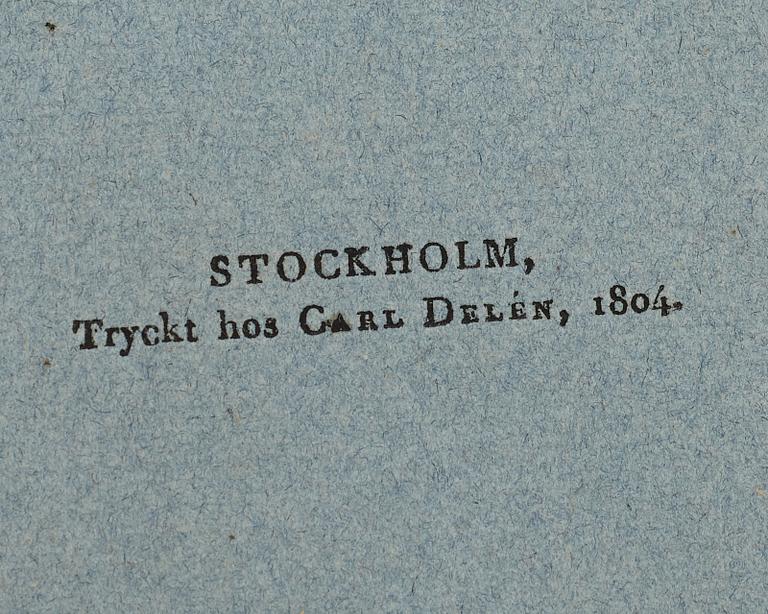 STOCKHOLM,
Tryckt hos CARL DELÉN, 1804.